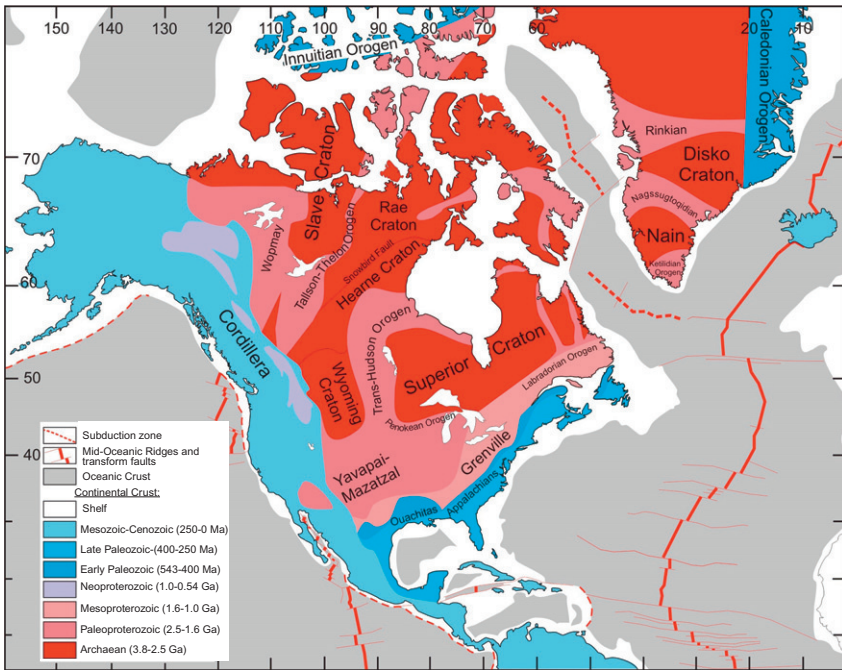 150
140
130
120
110
100
90
80
70
60
20
10
70
60
50
40
Innuitian Orogen
Caledonian Orogen
Rinkian
Disko
Craton
Nagssugtoqidian
Nain
Ketilidian
Orogen
Slave
Craton
Rae
Craton
Wopmay
Taltson-Thelon Orogen
Snowbird Fault
Hearne Craton
Cordillera
Wyoming
Craton
Trans-Hudson Orogen
Superior
Craton
Labradorian Orogen
Penokean Orogen
Grenville
Yavapai-
Mazatzal
Ouachitas
Appalachians
Subduction zone
Mid-Oceanic Ridges and
transform faults
Oceanic Crust
Continental Crust:
Shelf
Mesozoic-Cenozoic (250-0 Ma)
Late Paleozoic-(400-250 Ma)
Early Paleozoic (543-400 Ma)
Neoproterozoic (1.0-0.54 Ga)
Mesoproterozoic (1.6-1.0 Ga)
Paleoproterozoic (2.5-1.6 Ga)
Archaean (3.8-2.5 Ga)